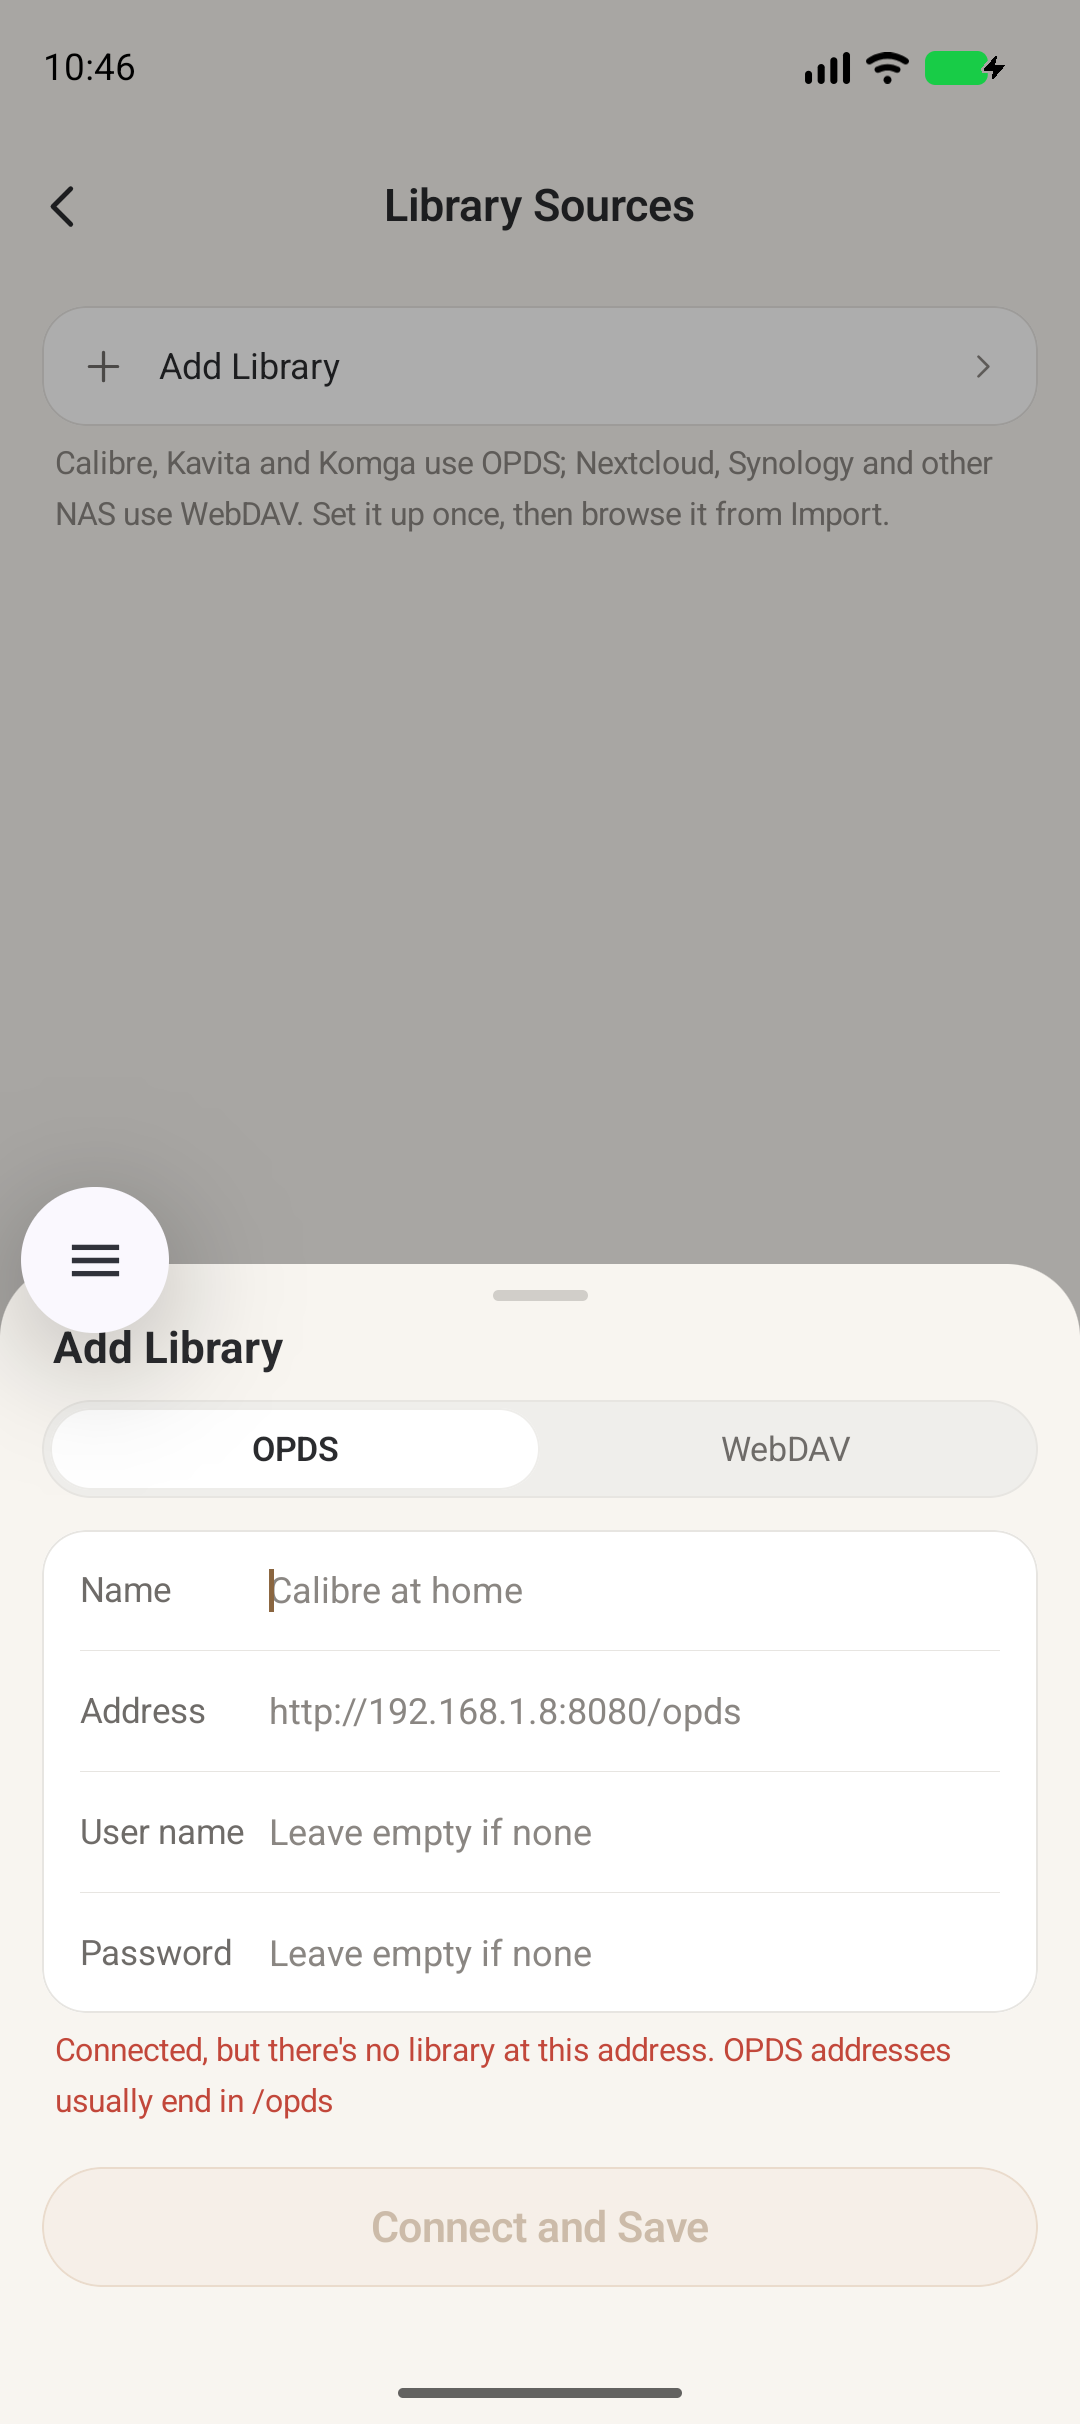 10:46
Library Sources
Add Library
Calibre, Kavita and Komga use OPDS; Nextcloud, Synology and other
NAS use WebDAV. Set it up once, then browse it from Import.
Add Library
OPDS
WebDAV
Name
Calibre at home
Address
http://192.168.1.8:8080/opds
User name
Leave empty if none
Password
Leave empty if none
Connected, but there's no library at this address. OPDS addresses
usually end in /opds
Connect and Save